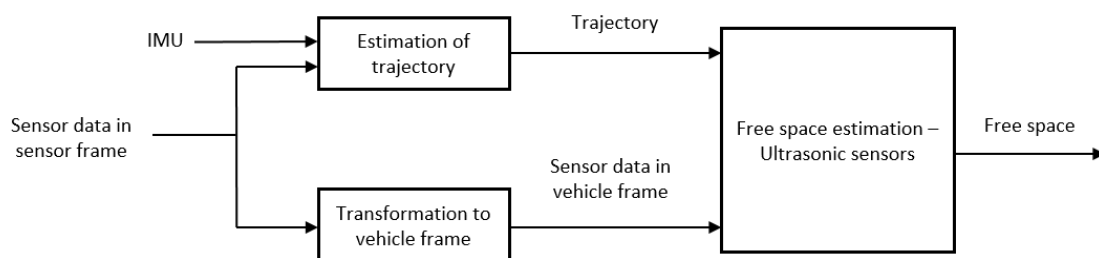 IMU
Estimation of
trajectory
Trajectory
Sensor data in
sensor frame
Transformation to
vehicle frame
Sensor data in
vehicle frame
Free space estimation –
Ultrasonic sensors
Free space